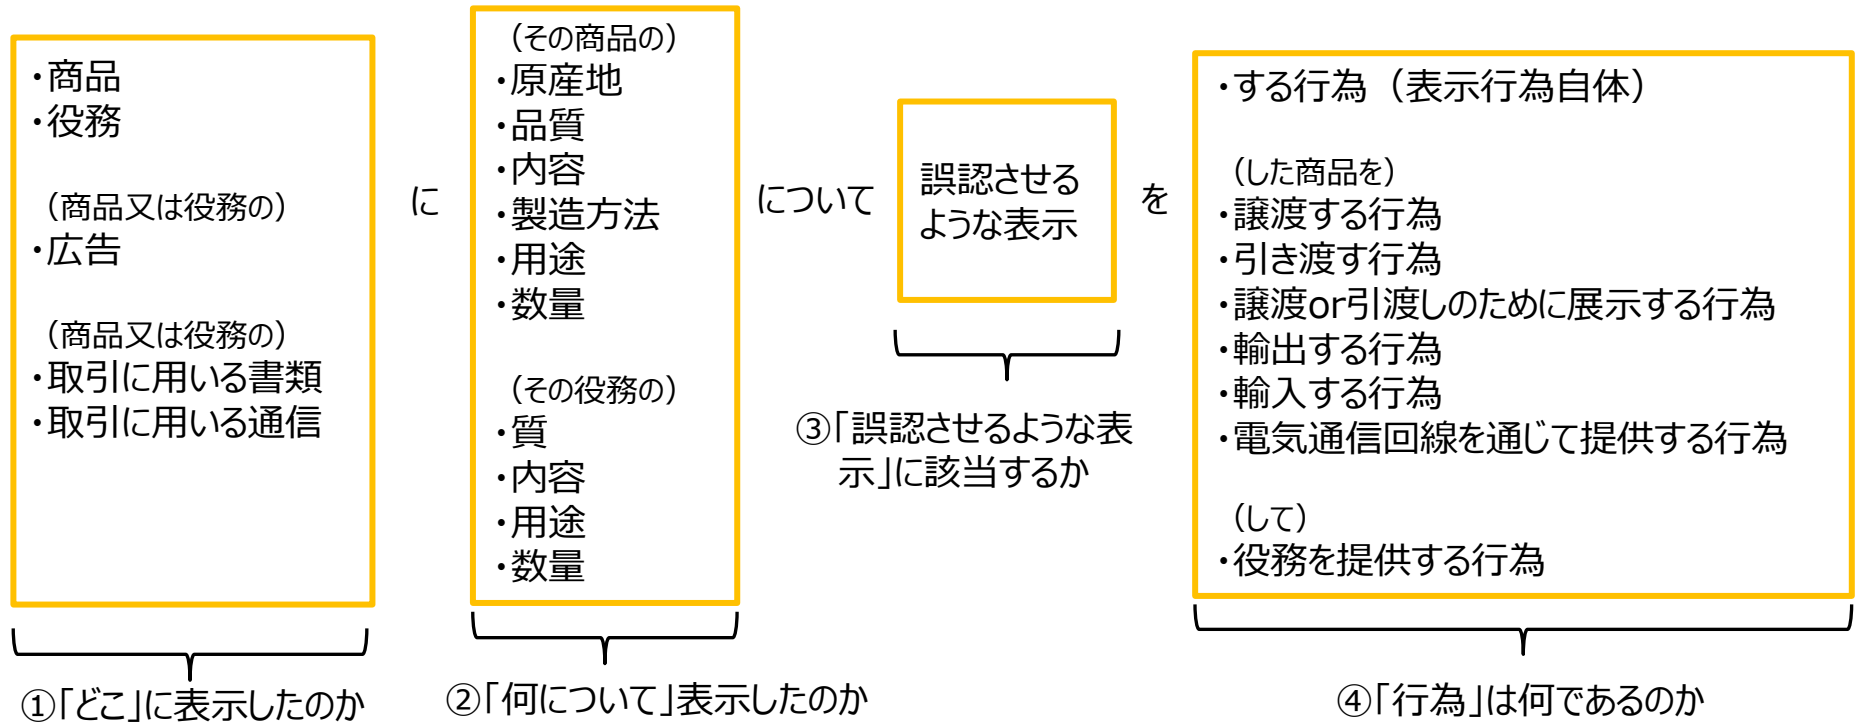 ・商品
・役務
（商品又は役務の）
・広告
（商品又は役務の）
・取引に用いる書類
・取引に用いる通信
①「どこ」に表示したのか
に
（その商品の）
・原産地
・品質
・内容
・製造方法
・用途
・数量
（その役務の）
・質
・内容
・用途
・数量
②「何について」表示したのか
について
誤認させる
ような表示
③「誤認させるような表
示」に該当するか
を
・する行為（表示行為自体）
（した商品を）
・譲渡する行為
・引き渡す行為
・譲渡or引渡しのために展示する行為
・輸出する行為
・輸入する行為
・電気通信回線を通じて提供する行為
（して）
・役務を提供する行為
④「行為」は何であるのか